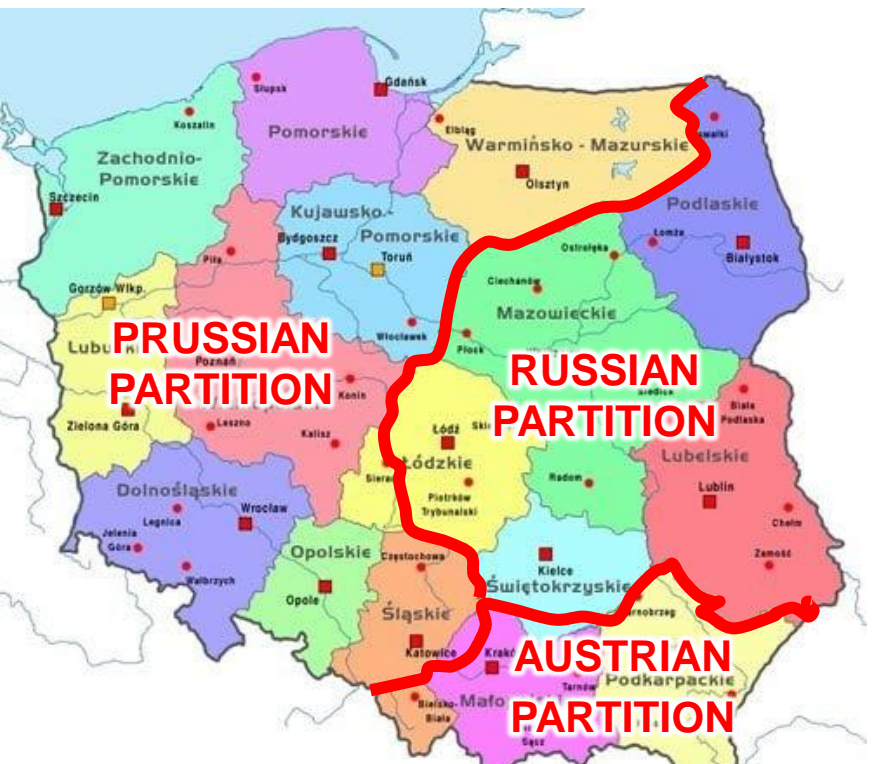 Słupsk
Gdańsk
Koszalin
Pomorskie
Elbląg
Warmińsko - Mazurskie
Zachodnio-
Pomorskie
Olsztyn
Szczecin
Podlaskie
Kujawsko-
Pomorskie
Bydgoszcz
Toruń
Łomża
Ostrołęka
Białystok
Piła
Ciechanów
Gorzów Wlkp.
Mazowieckie
Włocławek
Płock
PRUSSIAN
PARTITION
Poznań
Konin
RUSSIAN
PARTITION
Biała
Podlaska
Zielona Góra
Leszno
Kalisz
Łódź
Łódzkie
Lubelskie
Piotrków
Trybunalski
Radom
Lublin
Dolnośląskie
Legnica
Wrocław
Jelenia
Góra
Wałbrzych
Chełm
Zamość
Opolskie
Opole
Częstochowa
Kielce
Świętokrzyskie
Śląskie
Katowice
AUSTRIAN
PARTITION
Tarnów
Podkarpackie
Bielsko-
Biała